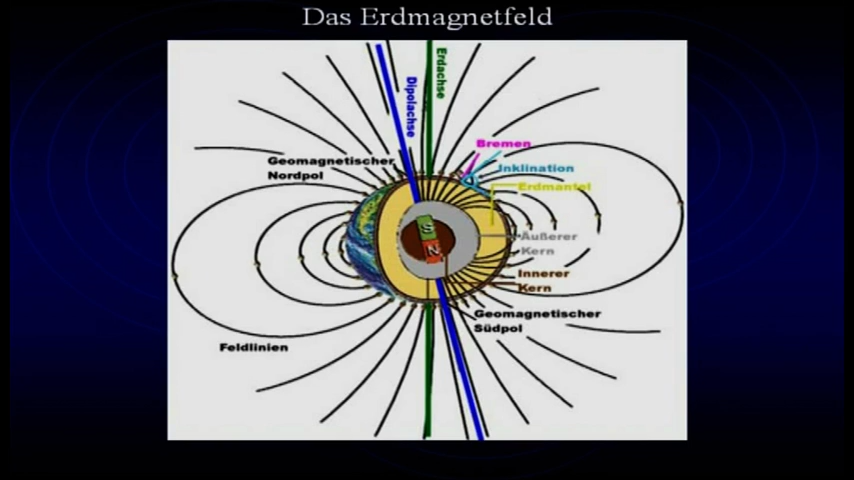 Das Erdmagnetfeld
Erdachse
Dipolachse
Bremen
Geomagnetischer
Nordpol
Inklination
Erdmantel
S
N
Äußerer
Kern
Innerer
Kern
Geomagnetischer
Südpol
Feldlinien